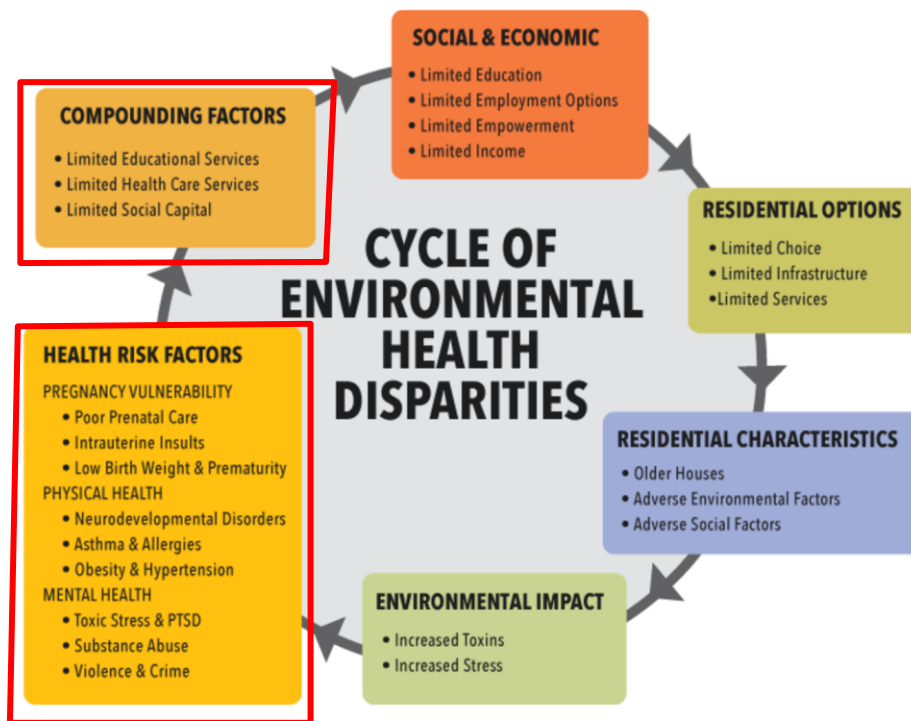 CYCLE OF
ENVIRONMENTAL
HEALTH
DISPARITIES
SOCIAL & ECONOMIC
• Limited Education
• Limited Employment Options
• Limited Empowerment
• Limited Income
RESIDENTIAL OPTIONS
• Limited Choice
• Limited Infrastructure
•Limited Services
RESIDENTIAL CHARACTERISTICS
• Older Houses
• Adverse Environmental Factors
• Adverse Social Factors
ENVIRONMENTAL IMPACT
• Increased Toxins
• Increased Stress
HEALTH RISK FACTORS
PREGNANCY VULNERABILITY
• Poor Prenatal Care
• Intrauterine Insults
• Low Birth Weight & Prematurity
PHYSICAL HEALTH
• Neurodevelopmental Disorders
• Asthma & Allergies
• Obesity & Hypertension
MENTAL HEALTH
• Toxic Stress & PTSD
• Substance Abuse
• Violence & Crime
COMPOUNDING FACTORS
• Limited Educational Services
• Limited Health Care Services
• Limited Social Capital